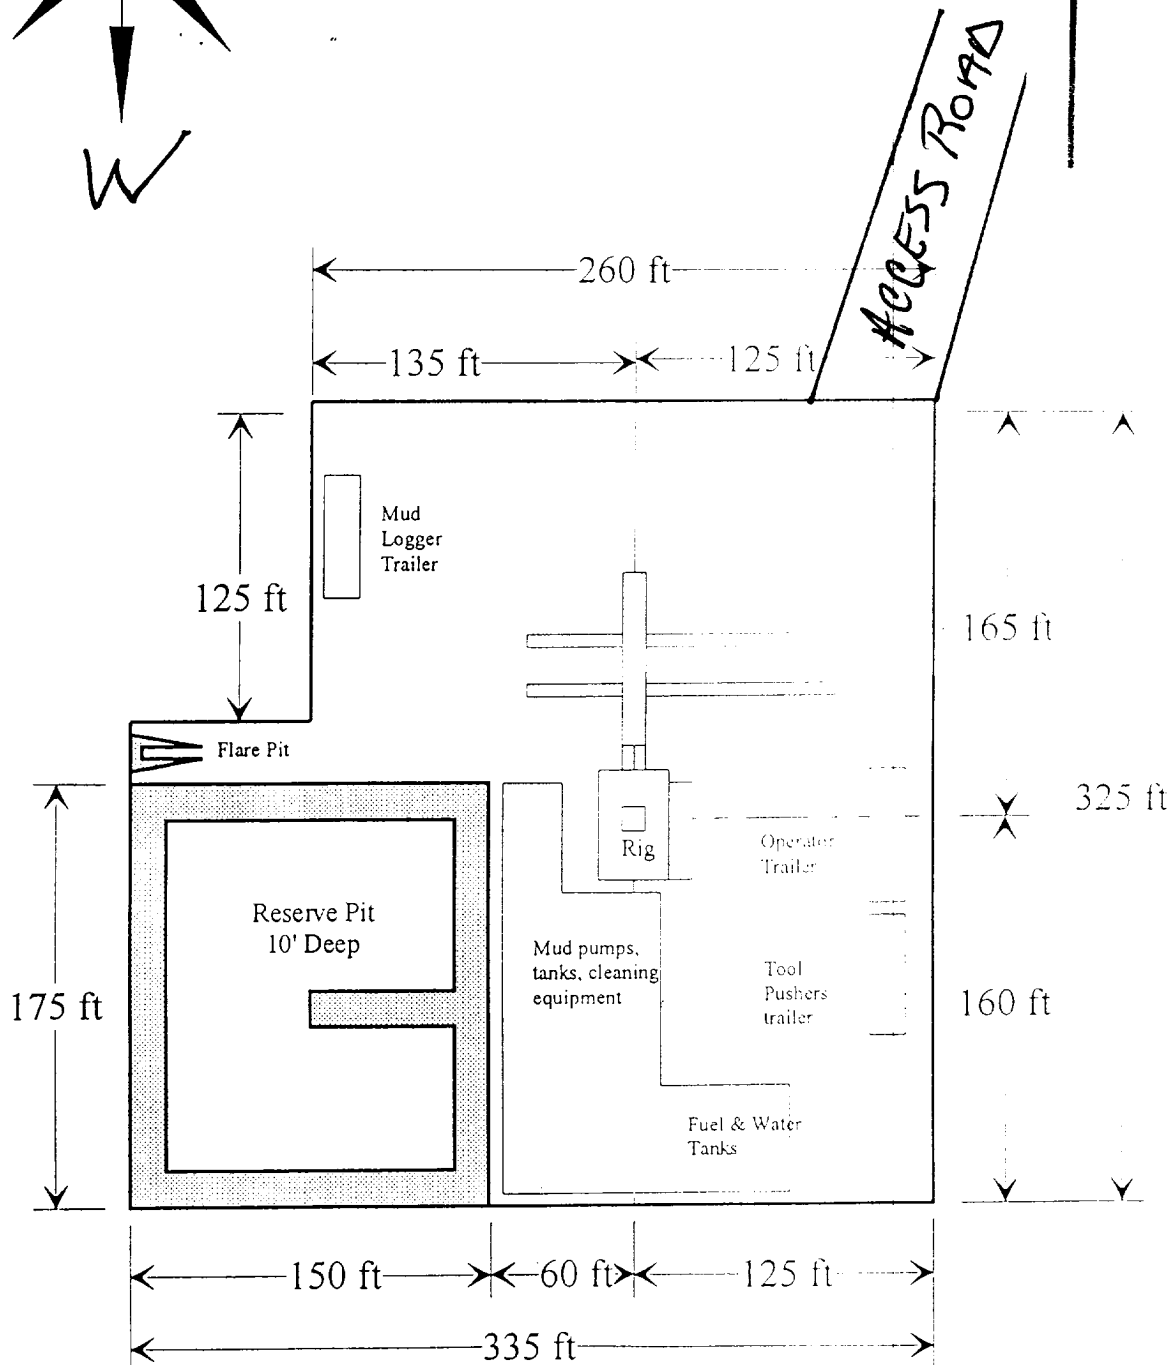 W
ACCESS ROAD
260 ft
135 ft
125 ft
Mud
Logger
Trailer
125 ft
165 ft
Flare Pit
325 ft
Rig
Operator
Trailer
Reserve Pit
10' Deep
Mud pumps,
tanks, cleaning
equipment
Tool
Pushers
trailer
175 ft
160 ft
Fuel & Water
Tanks
150 ft
60 ft
125 ft
335 ft